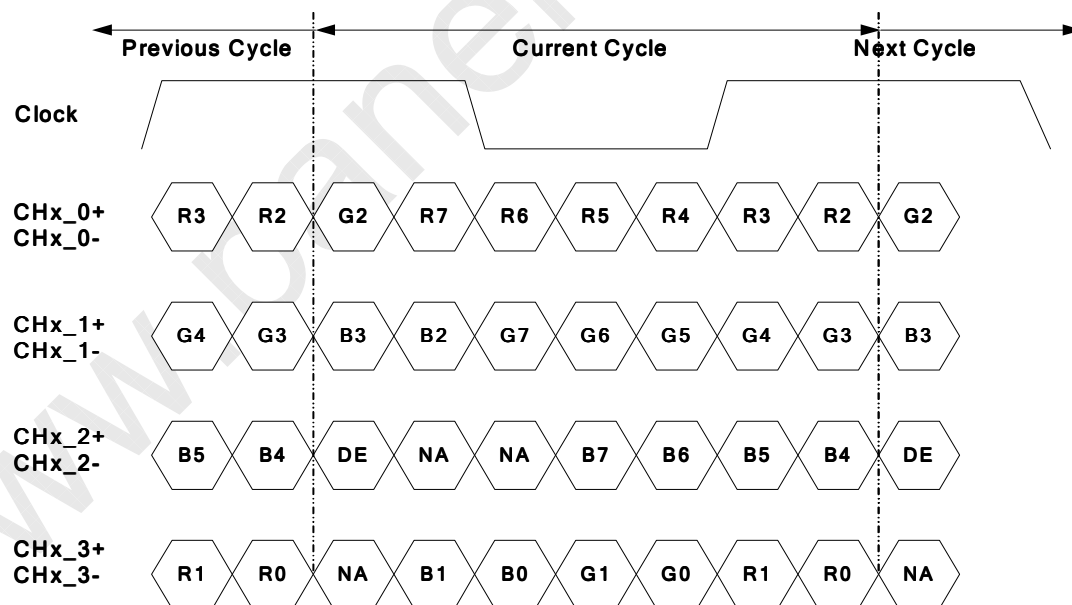 Previous Cycle Current Cycle Next Cycle
Clock
CHx_0+
CHx_0-
R3 R2 G2 R7 R6 R5 R4 R3 R2 G2
CHx_1+
CHx_1-
G4 G3 B3 B2 G7 G6 G5 G4 G3 B3
CHx_2+
CHx_2-
B5 B4 DE NA NA B7 B6 B5 B4 DE
CHx_3+
CHx_3-
R1 R0 NA B1 B0 G1 G0 R1 R0 NA
www.pane